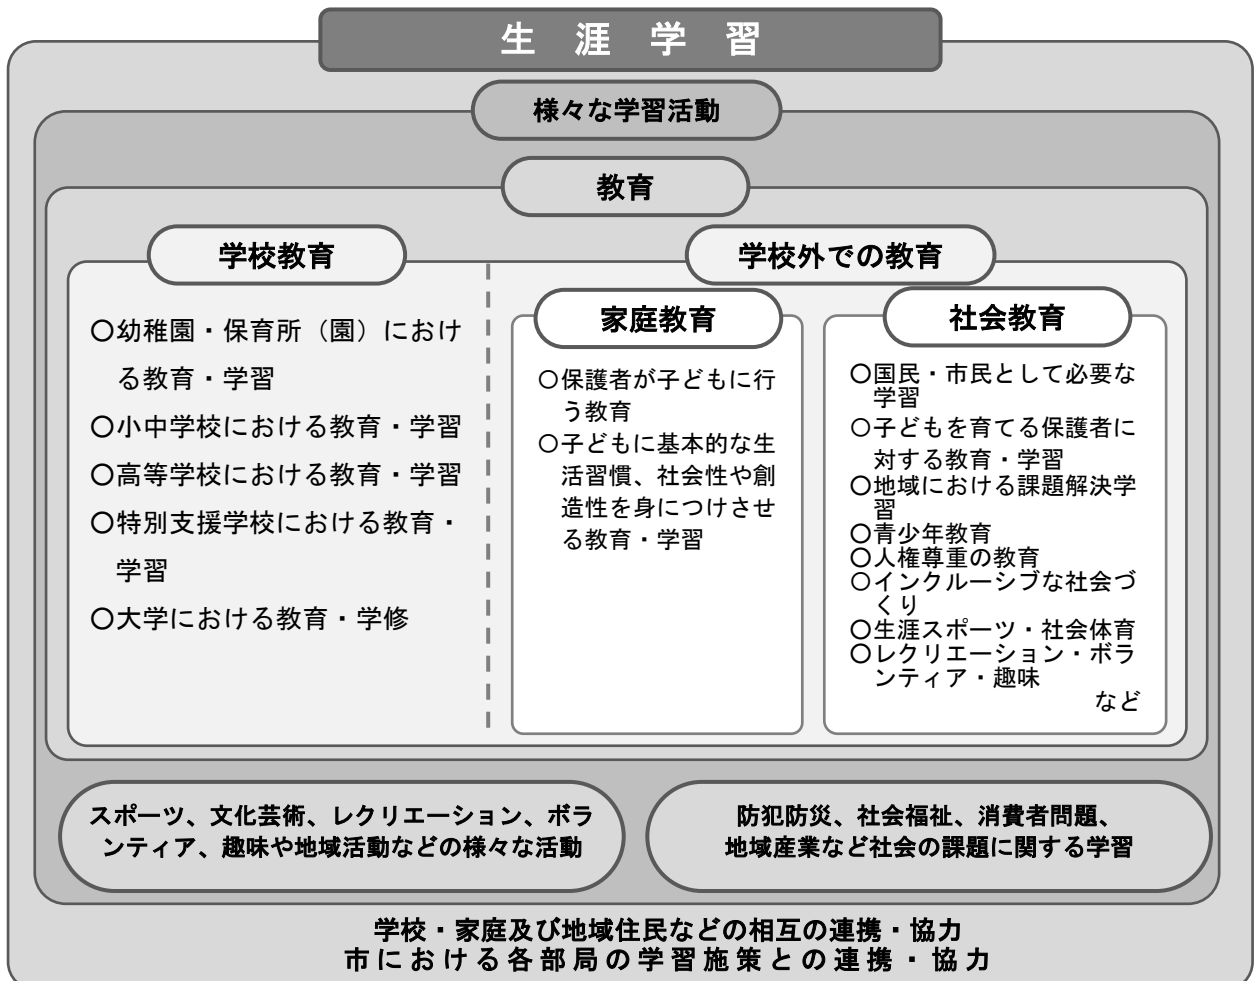 生涯学習
様々な学習活動
教育
学校教育
〇幼稚園・保育所（園）におけ
る教育・学習
〇小中学校における教育・学習
〇高等学校における教育・学習
〇特別支援学校における教育・
学習
〇大学における教育・学修
学校外での教育
家庭教育
〇保護者が子どもに行
う教育
〇子どもに基本的な生
活習慣、社会性や創
造性を身につけさせ
る教育・学習
社会教育
〇国民・市民として必要な
学習
〇子どもを育てる保護者に
対する教育・学習
〇地域における課題解決学
習
〇青少年教育
〇人権尊重の教育
〇インクルーシブな社会づ
くり
〇生涯スポーツ・社会体育
〇レクリエーション・ボラ
ンティア・趣味
など
スポーツ、文化芸術、レクリエーション、ボラ
ンティア、趣味や地域活動などの様々な活動
防犯防災、社会福祉、消費者問題、
地域産業など社会の課題に関する学習
学校・家庭及び地域住民などの相互の連携・協力
市における各部局の学習施策との連携・協力